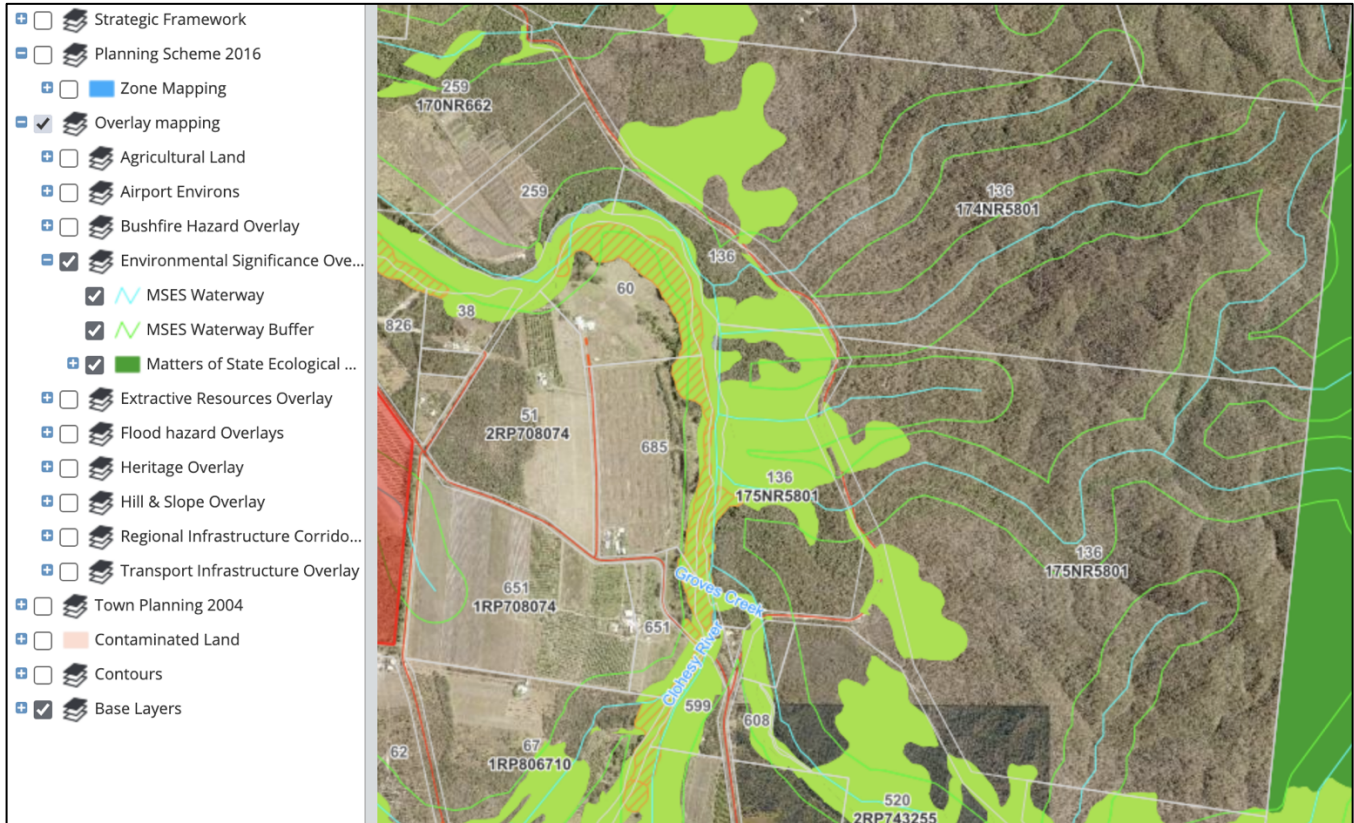 Strategic Framework
Planning Scheme 2016
Zone Mapping
Overlay mapping
Agricultural Land
Airport Environs
Bushfire Hazard Overlay
Environmental Significance Ove...
MSES Waterway
MSES Waterway Buffer
Matters of State Ecological ...
Extractive Resources Overlay
Flood hazard Overlays
Heritage Overlay
Hill & Slope Overlay
Regional Infrastructure Corrido...
Transport Infrastructure Overlay
Town Planning 2004
Contaminated Land
Contours
Base Layers
259
170NR662
259
136
174NR5801
136
60
38
826
51
2RP708074
685
136
175NR5801
136
175NR5801
Groves Creek
651
1RP708074
651
Clohesy River
599
608
67
1RP806710
62
520
2RP743255